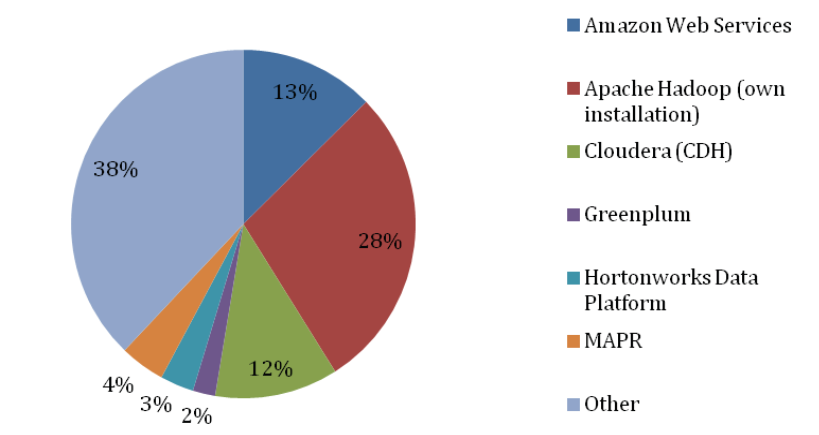 13%
28%
12%
2%
3%
4%
38%
Amazon Web Services
Apache Hadoop (own
installation)
Cloudera (CDH)
Greenplum
Hortonworks Data
Platform
MAPR
Other